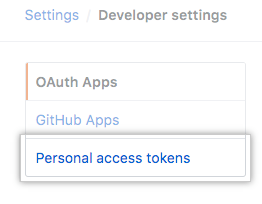 Settings / Developer settings
OAuth Apps
GitHub Apps
Personal access tokens